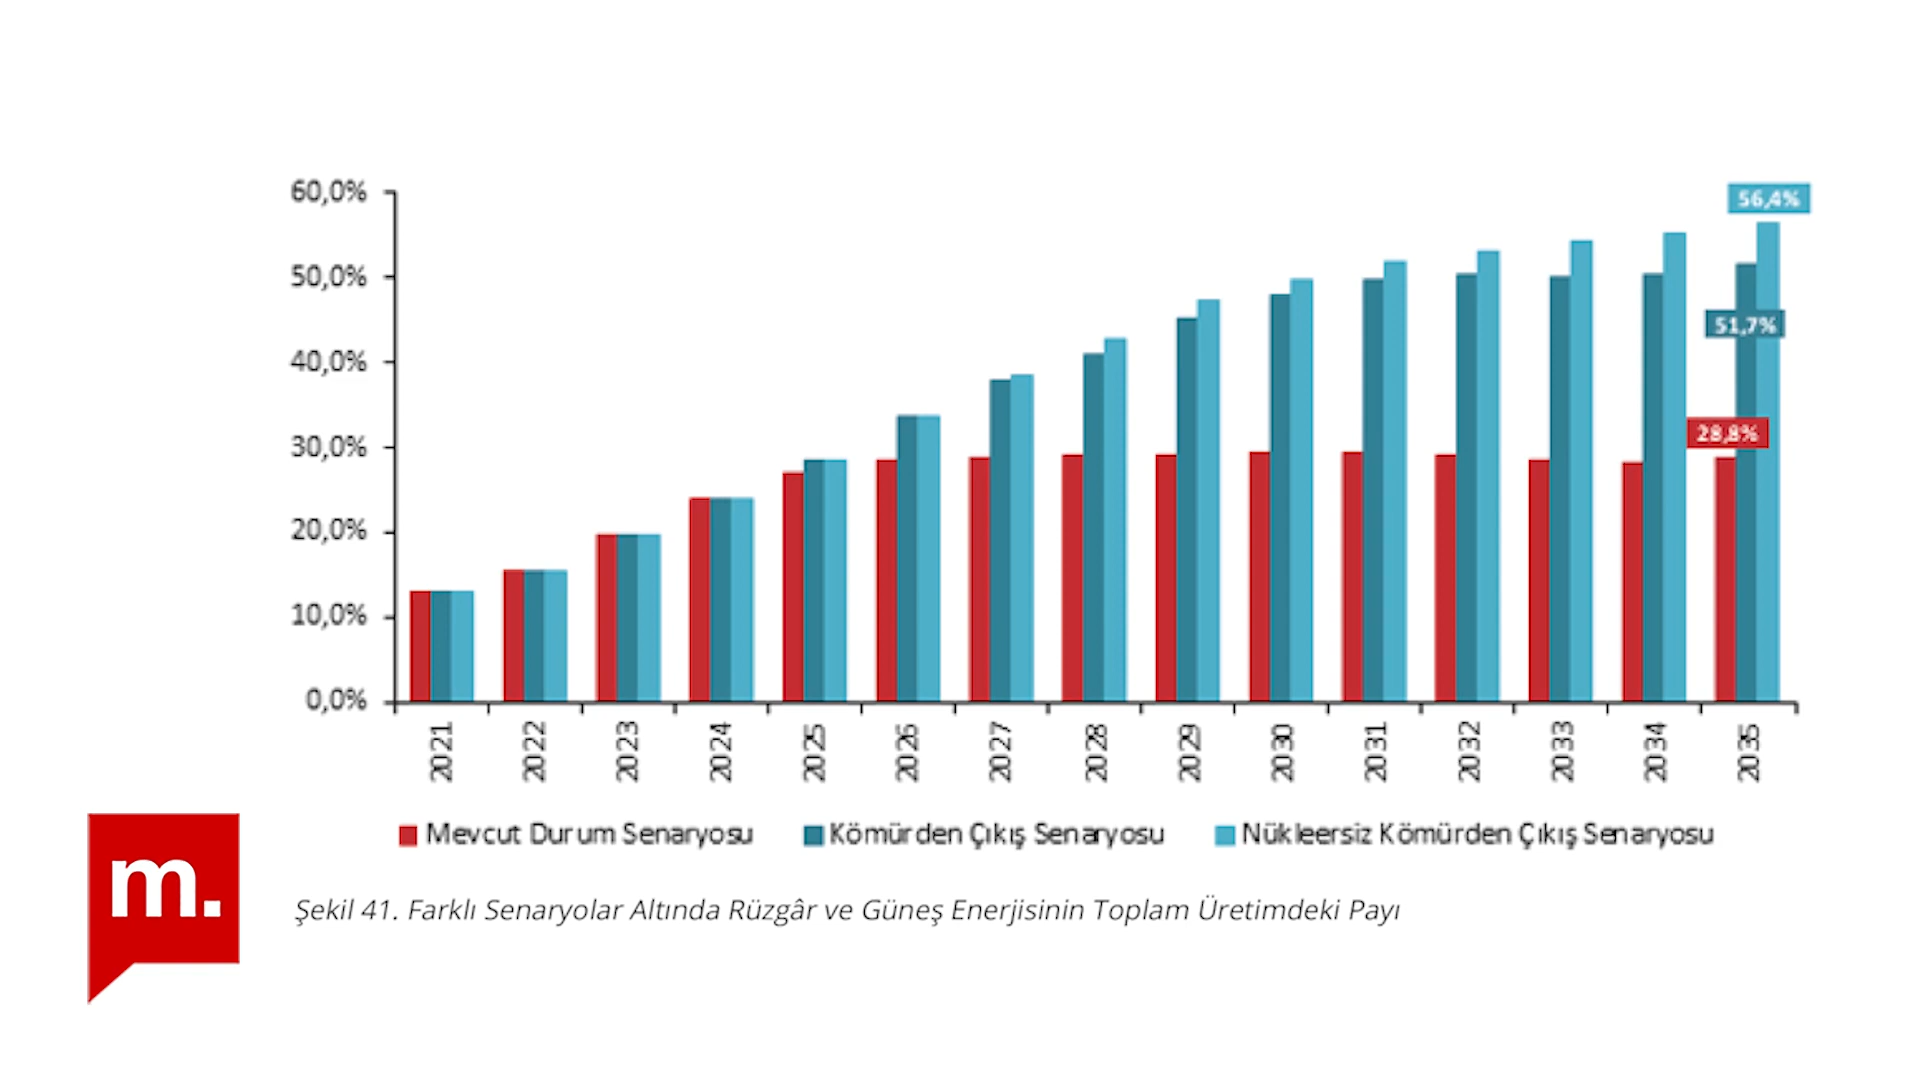 60,0%
50,0%
40,0%
30,0%
20,0%
10,0%
0,0%
56,4%
51,7%
28,8%
2021 2022 2023 2024 2025 2026 2027 2028 2029 2030 2031 2032 2033 2034 2035
Mevcut Durum Senaryosu Kömürden Çıkış Senaryosu Nükleersiz Kömürden Çıkış Senaryosu
m.
Şekil 41. Farklı Senaryolar Altında Rüzgâr ve Güneş Enerjisinin Toplam Üretimdeki Payı